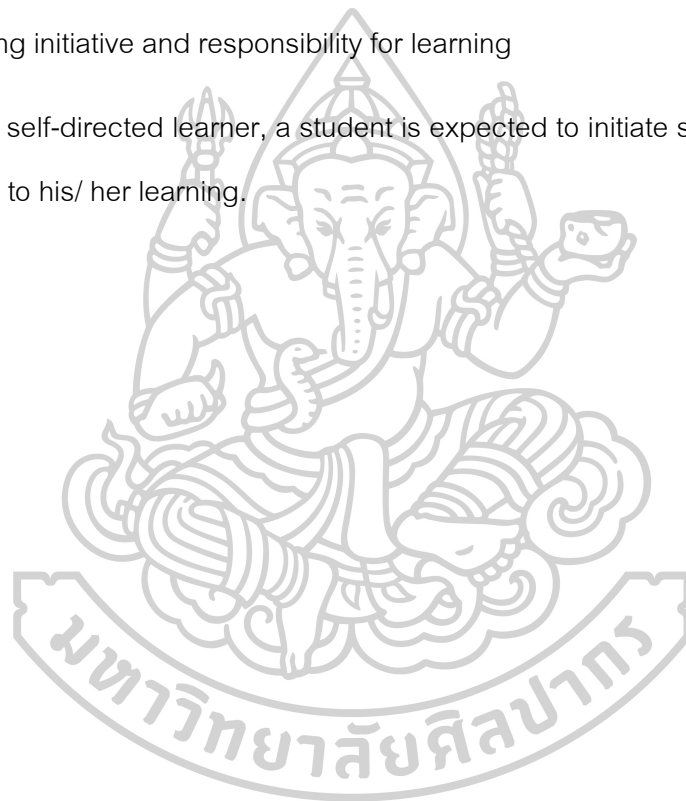 ng initiative and responsibility for learning
self-directed learner, a student is expected to initiate s
to his/ her learning.
มหาวิทยาลัยศิลปากร